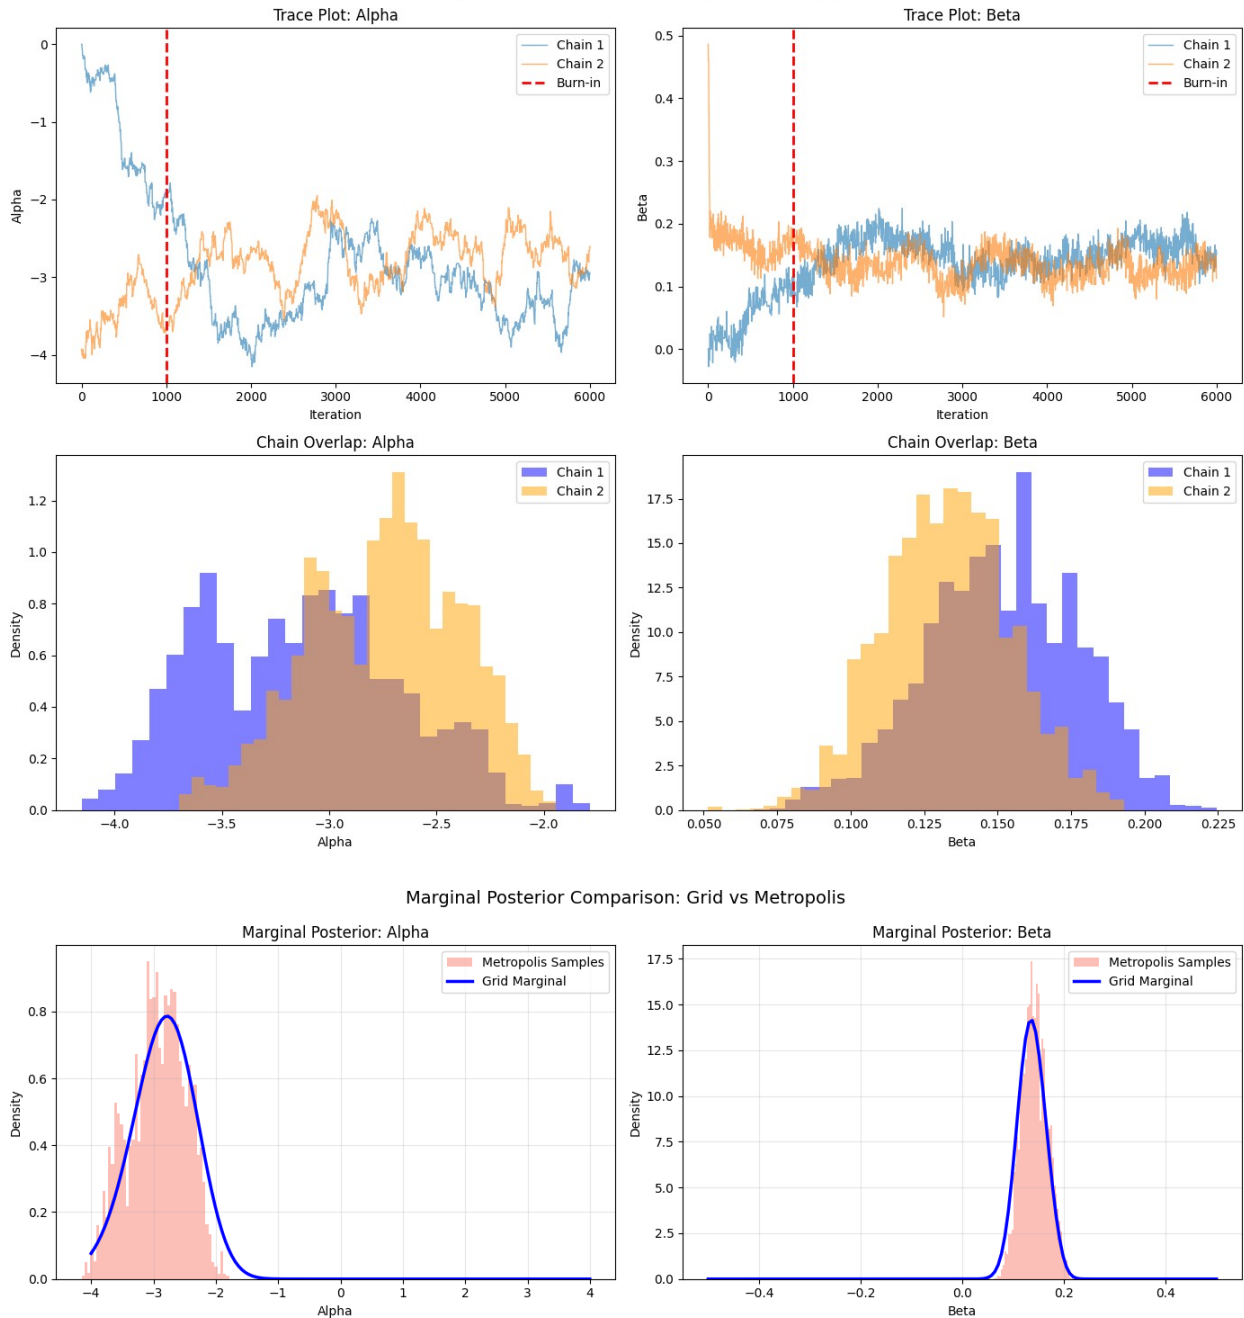 Trace Plot: Alpha
0
−1
−2
−3
−4
Alpha
Chain 1
Chain 2
Burn-in
0 1000 2000 3000 4000 5000 6000
Iteration
Trace Plot: Beta
0.5
0.4
0.3
0.2
0.1
0.0
Beta
Chain 1
Chain 2
Burn-in
0 1000 2000 3000 4000 5000 6000
Iteration
Chain Overlap: Alpha
1.2
1.0
0.8
0.6
0.4
0.2
0.0
Density
Chain 1
Chain 2
−4.0 −3.5 −3.0 −2.5 −2.0
Alpha
Chain Overlap: Beta
17.5
15.0
12.5
10.0
7.5
5.0
2.5
0.0
Density
Chain 1
Chain 2
0.050 0.075 0.100 0.125 0.150 0.175 0.200 0.225
Beta
Marginal Posterior Comparison: Grid vs Metropolis
Marginal Posterior: Alpha
0.8
0.6
0.4
0.2
0.0
Density
Metropolis Samples
Grid Marginal
−4 −3 −2 −1 0 1 2 3 4
Alpha
Marginal Posterior: Beta
17.5
15.0
12.5
10.0
7.5
5.0
2.5
0.0
Density
Metropolis Samples
Grid Marginal
−0.4 −0.2 0.0 0.2 0.4
Beta